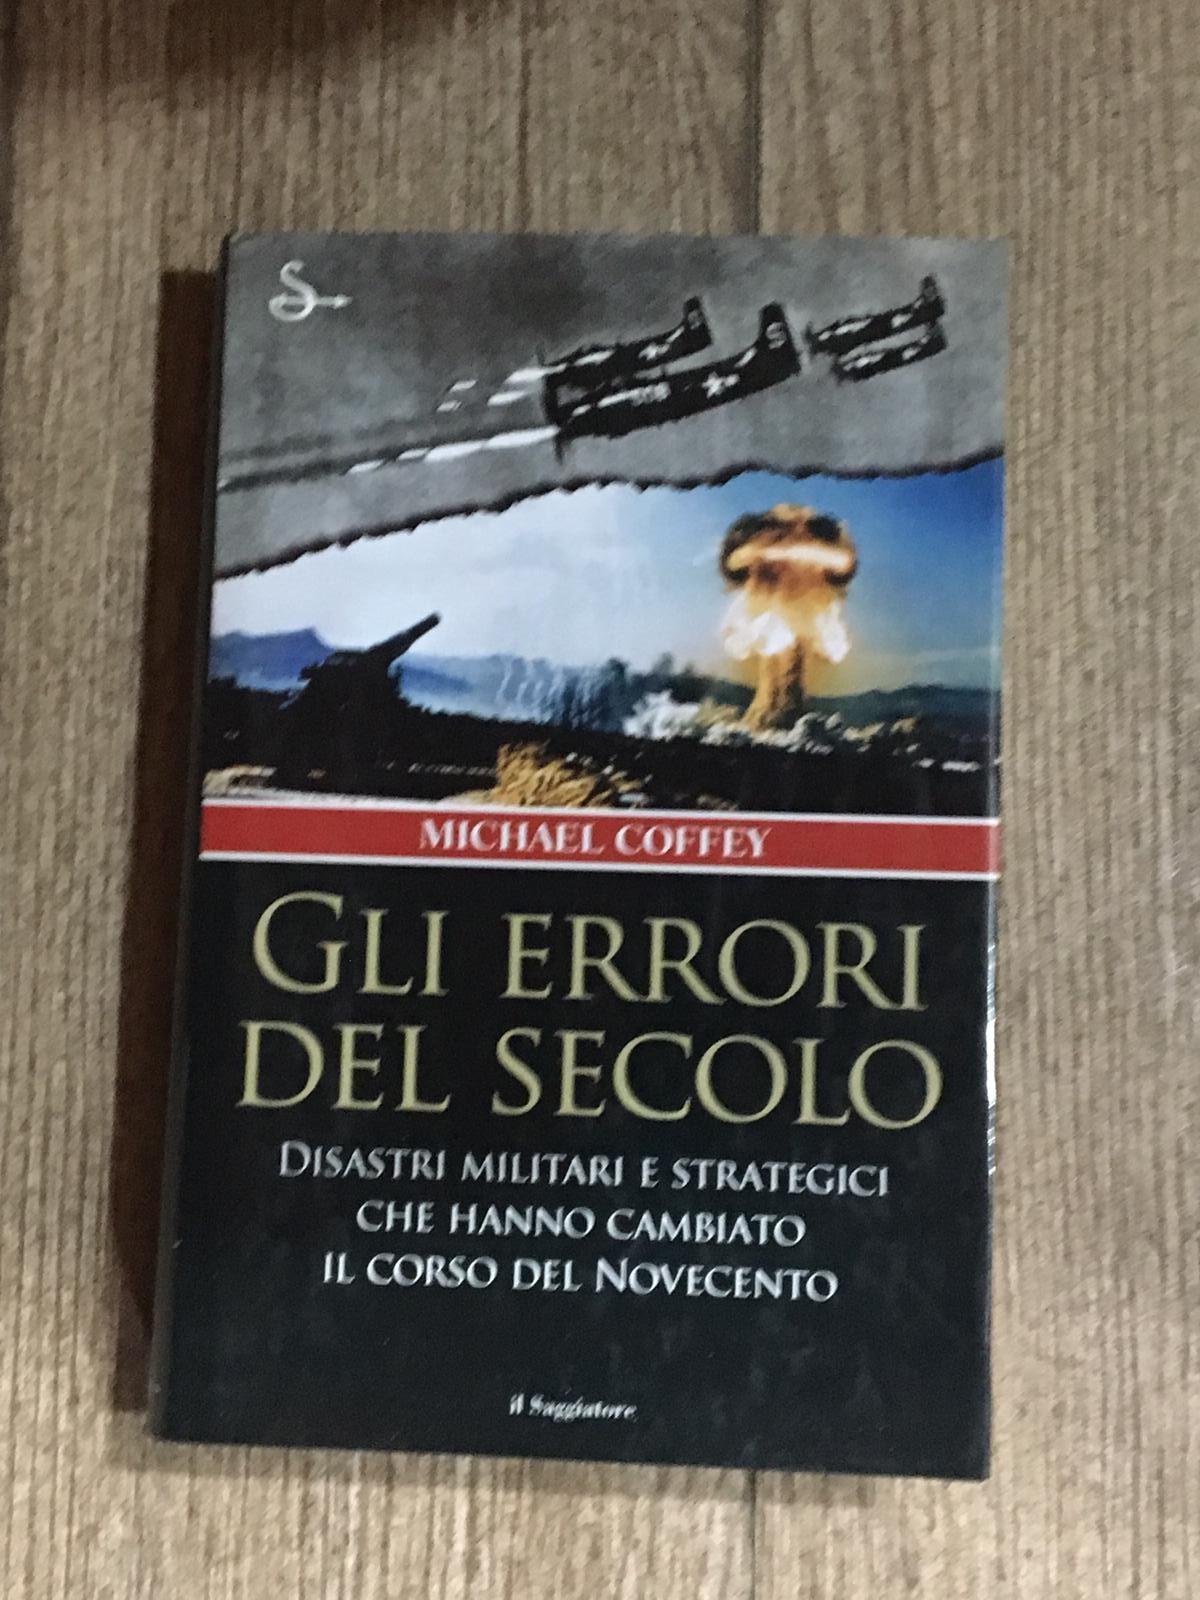 S
MICHAEL COFFEY
GLI ERRORI
DEL SECOLO
DISASTRI MILITARI E STRATEGICI
CHE HANNO CAMBIATO
IL CORSO DEL NOVECENTO
il Saggiatore